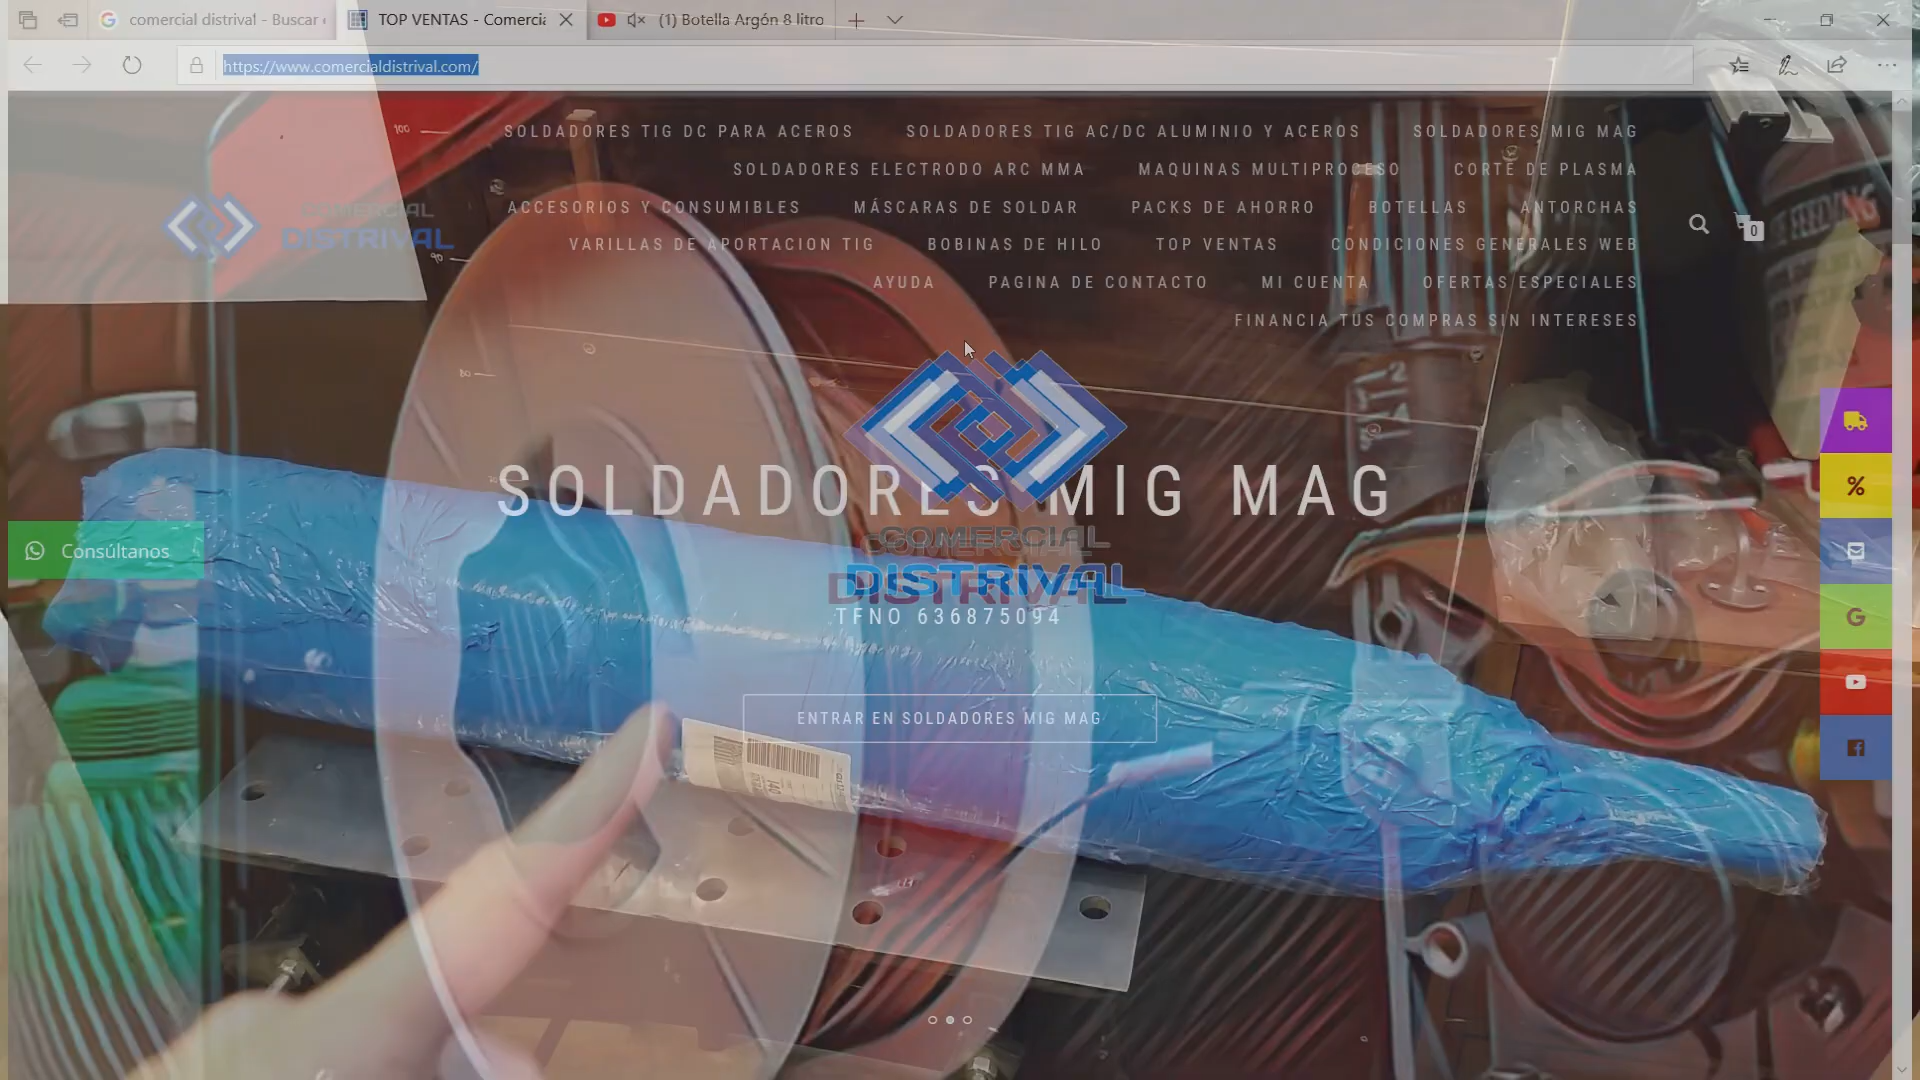 comercial distrival - Buscar
TOP VENTAS - Comercia
(1) Botella Argón 8 litro
https://www.comercialdistrival.com/
SOLDADORES TIG DC PARA ACEROS
SOLDADORES TIG AC/DC ALUMINIO Y ACEROS
SOLDADORES MIG MAG
SOLDADORES ELECTRODO ARC MMA
MAQUINAS MULTIPROCESO
CORTE DE PLASMA
ACCESORIOS Y CONSUMIBLES
MÁSCARAS DE SOLDAR
PACKS DE AHORRO
BOTELLAS
ANTORCHAS
VARILLAS DE APORTACION TIG
BOBINAS DE HILO
TOP VENTAS
CONDICIONES GENERALES WEB
AYUDA
PAGINA DE CONTACTO
MI CUENTA
OFERTAS ESPECIALES
FINANCIA TUS COMPRAS SIN INTERESES
COMERCIAL
DISTRIVAL
0
100
90
80
FEEDING
SOLDADORES MIG MAG
COMERCIAL
DISTRIVAL
TFNO 636875094
Consúltanos
ENTRAR EN SOLDADORES MIG MAG